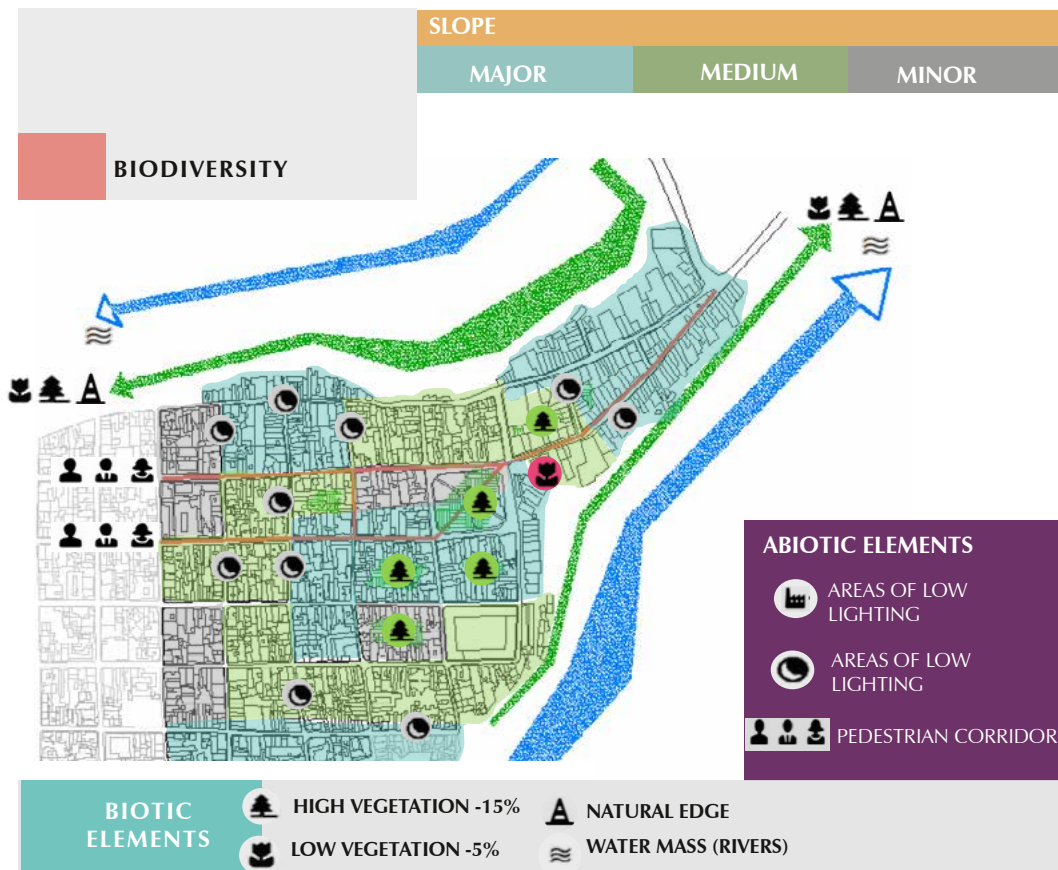 SLOPE
MAJOR
MEDIUM
MINOR
BIODIVERSITY
ABIOTIC ELEMENTS
AREAS OF LOW
LIGHTING
AREAS OF LOW
LIGHTING
PEDESTRIAN CORRIDOR
BIOTIC
ELEMENTS
HIGH VEGETATION -15%
LOW VEGETATION -5%
NATURAL EDGE
WATER MASS (RIVERS)